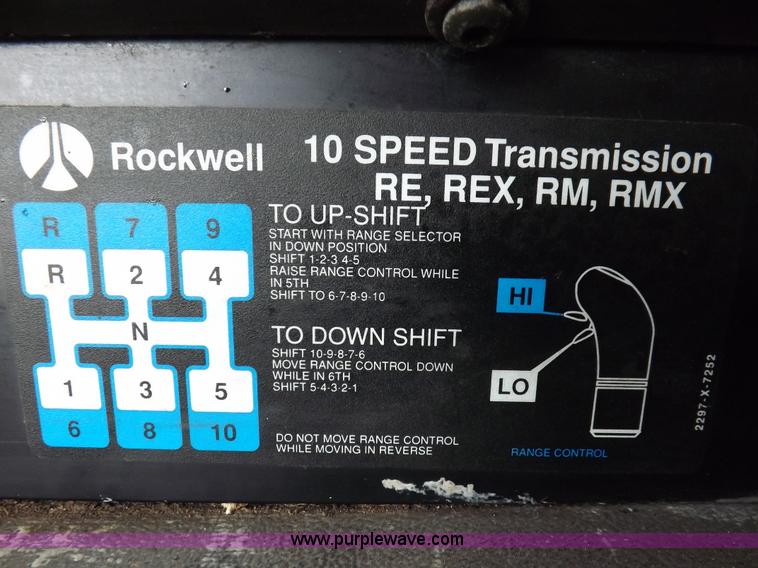 Rockwell
10 SPEED Transmission
RE, REX, RM, RMX
R 7 9
R 2 4
N
1 3 5
6 8 10
TO UP-SHIFT
START WITH RANGE SELECTOR
IN DOWN POSITION
SHIFT 1-2-3 4-5
RAISE RANGE CONTROL WHILE
IN 5TH
SHIFT TO 6-7-8-9-10
TO DOWN SHIFT
SHIFT 10-9-8-7-6
MOVE RANGE CONTROL DOWN
WHILE IN 6TH
SHIFT 5-4-3-2-1
DO NOT MOVE RANGE CONTROL
WHILE MOVING IN REVERSE
HI
LO
RANGE CONTROL
2297-X-7252
www.purplewave.com